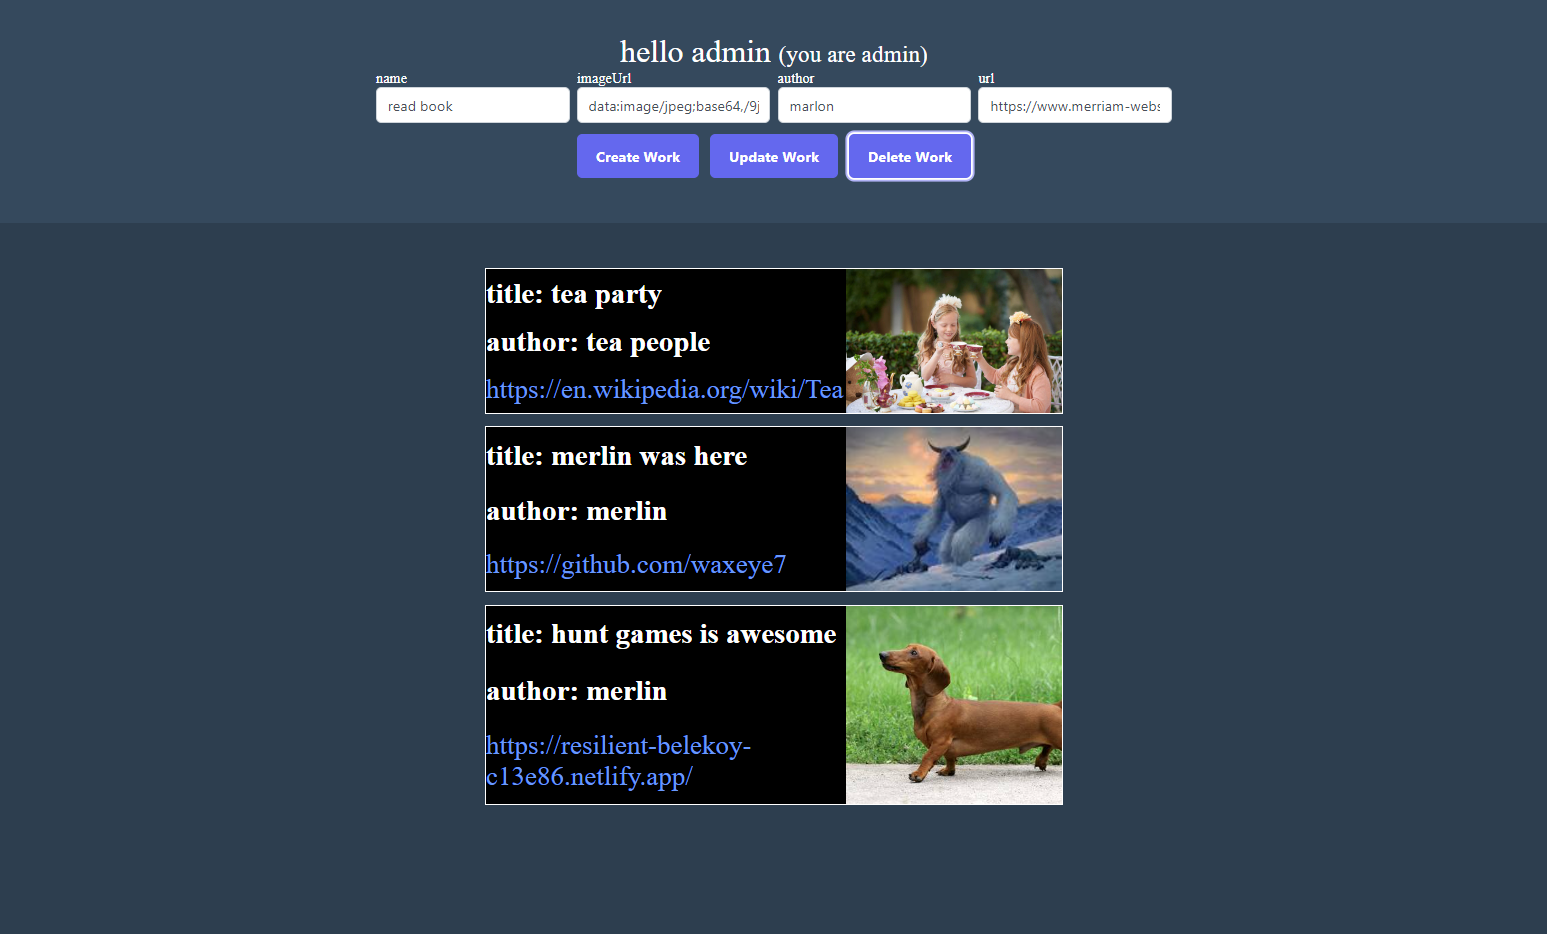 hello admin (you are admin)
name imageUrl author url
read book data:image/jpeg;base64,/9j marlon https://www.merriam-webs
Create Work Update Work Delete Work
title: tea party
author: tea people
https://en.wikipedia.org/wiki/Tea
title: merlin was here
author: merlin
https://github.com/waxeye7
title: hunt games is awesome
author: merlin
https://resilient-belekoy-
c13e86.netlify.app/